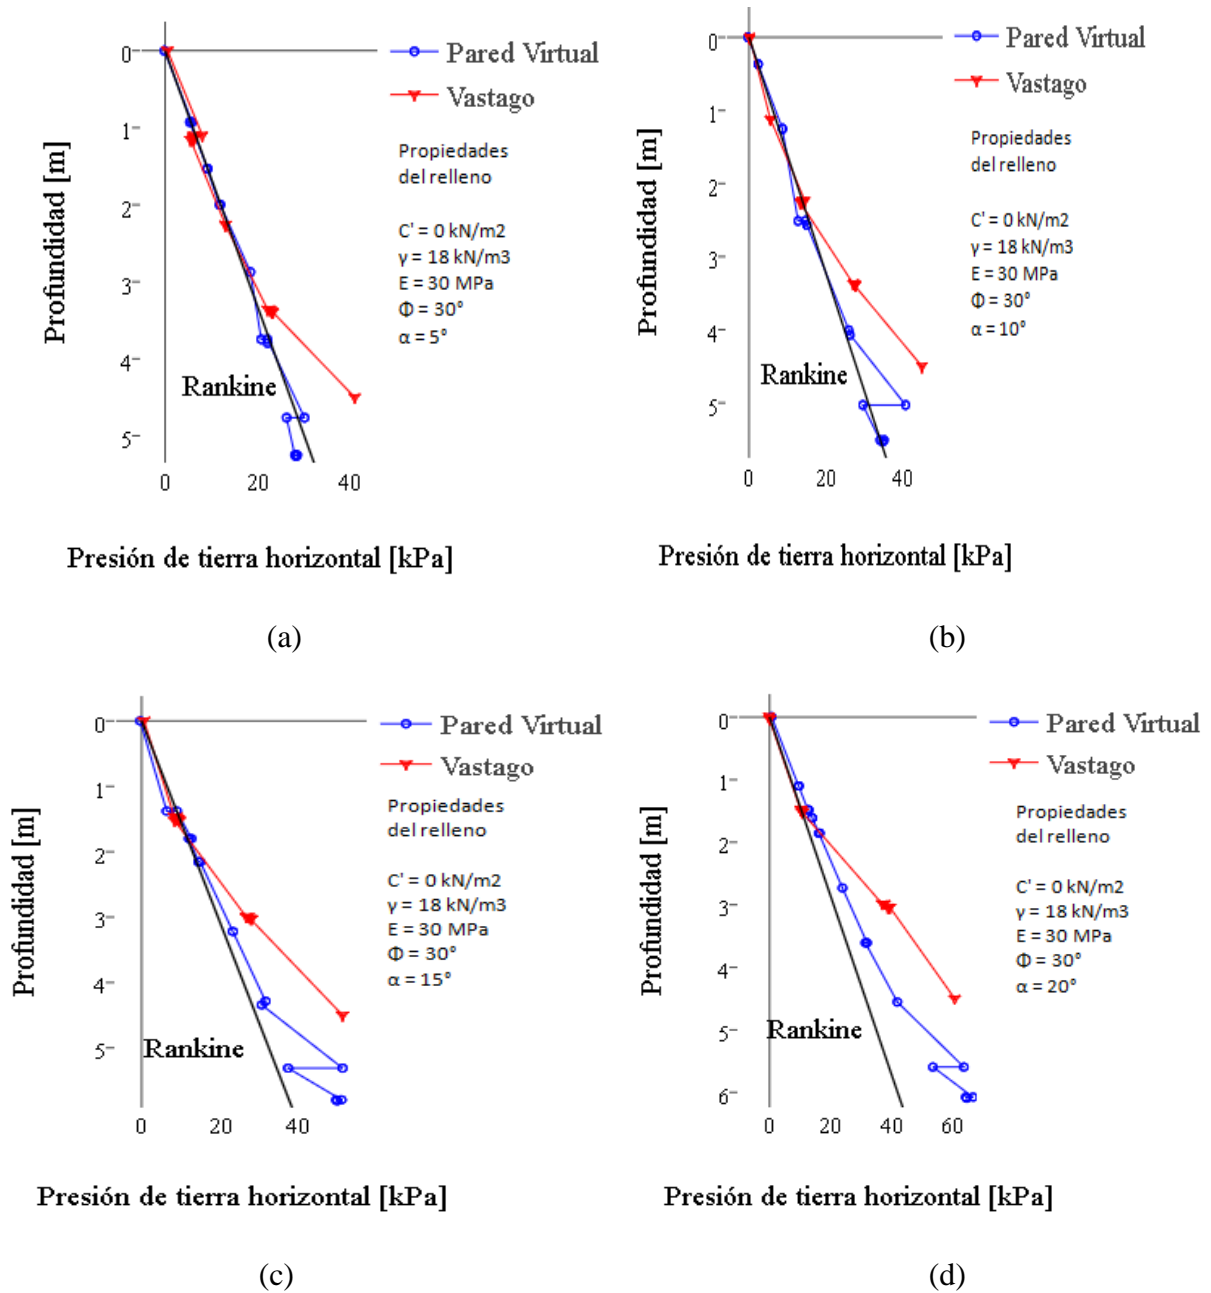 Pared Virtual
Vastago
Propiedades
del relleno
C' = 0 kN/m2
γ = 18 kN/m3
E = 30 MPa
Φ = 30°
α = 5°
Rankine
Profundidad [m]
0
1
2
3
4
5
0 20 40
Presión de tierra horizontal [kPa]
(a)
Pared Virtual
Vastago
Propiedades
del relleno
C' = 0 kN/m2
γ = 18 kN/m3
E = 30 MPa
Φ = 30°
α = 10°
Rankine
Profundidad [m]
0
1
2
3
4
5
0 20 40
Presión de tierra horizontal [kPa]
(b)
Pared Virtual
Vastago
Propiedades
del relleno
C' = 0 kN/m2
γ = 18 kN/m3
E = 30 MPa
Φ = 30°
α = 15°
Rankine
Profundidad [m]
0
1
2
3
4
5
0 20 40
Presión de tierra horizontal [kPa]
(c)
Pared Virtual
Vastago
Propiedades
del relleno
C' = 0 kN/m2
γ = 18 kN/m3
E = 30 MPa
Φ = 30°
α = 20°
Rankine
Profundidad [m]
0
1
2
3
4
5
6
0 20 40 60
Presión de tierra horizontal [kPa]
(d)